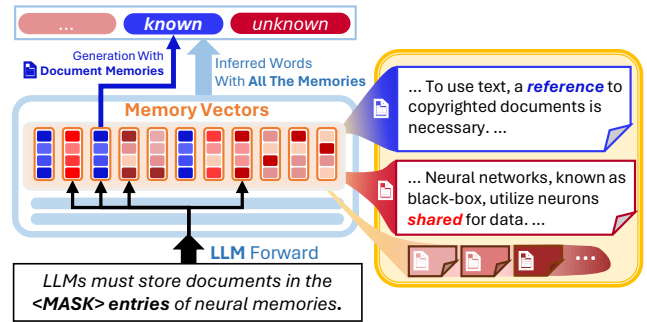 ...
known
unknown
Generation With
Document Memories
Inferred Words
With All The Memories
Memory Vectors
LLM Forward
LLMs must store documents in the
<MASK> entries of neural memories.
... To use text, a reference to
copyrighted documents is
necessary. ...
... Neural networks, known as
black-box, utilize neurons
shared for data. ...
...